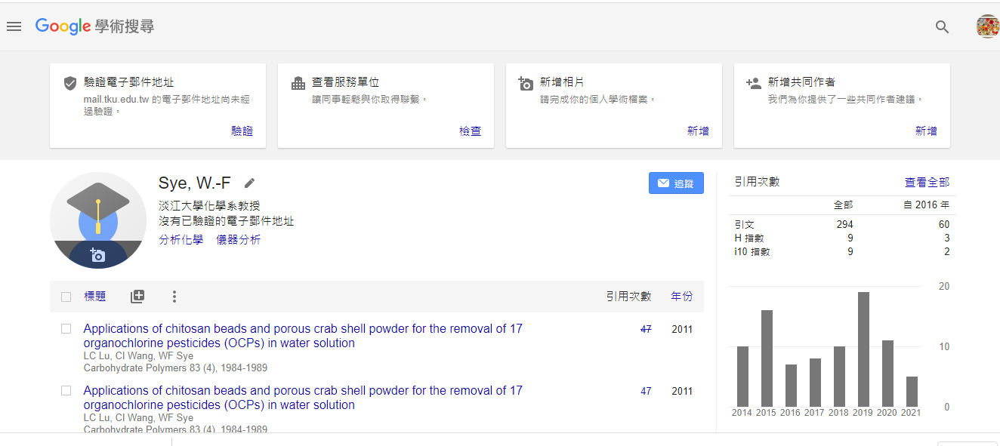 Google 學術搜尋
驗證電子郵件地址
mail.tku.edu.tw 的電子郵件地址尚未經
過驗證。
驗證
查看服務單位
讓同事輕鬆與你取得聯繫。
檢查
新增相片
請完成你的個人學術檔案。
新增
新增共同作者
我們為你提供了一些共同作者建議。
新增
Sye, W.-F
追蹤
淡江大學化學系教授
沒有已驗證的電子郵件地址
分析化學 儀器分析
標題 引用次數 年份
Applications of chitosan beads and porous crab shell powder for the removal of 17 47 2011
organochlorine pesticides (OCPs) in water solution
LC Lu, CI Wang, WF Sye
Carbohydrate Polymers 83 (4), 1984-1989
Applications of chitosan beads and porous crab shell powder for the removal of 17 47 2011
organochlorine pesticides (OCPs) in water solution
LC Lu, CI Wang, WF Sye
Carbohydrate Polymers 83 (4), 1984-1989
引用次數 查看全部
全部 自 2016 年
引文 294 60
H 指數 9 3
i10 指數 9 2
20
10
0
2014 2015 2016 2017 2018 2019 2020 2021